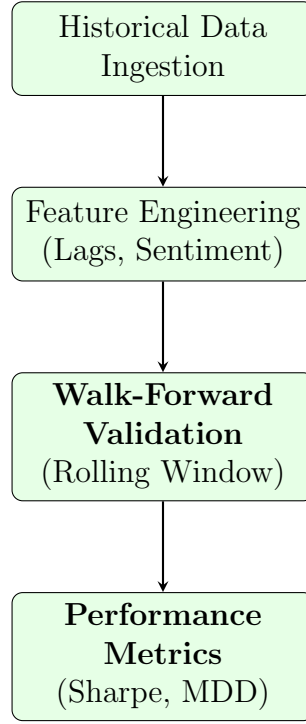 Historical Data
Ingestion
Feature Engineering
(Lags, Sentiment)
Walk-Forward
Validation
(Rolling Window)
Performance
Metrics
(Sharpe, MDD)